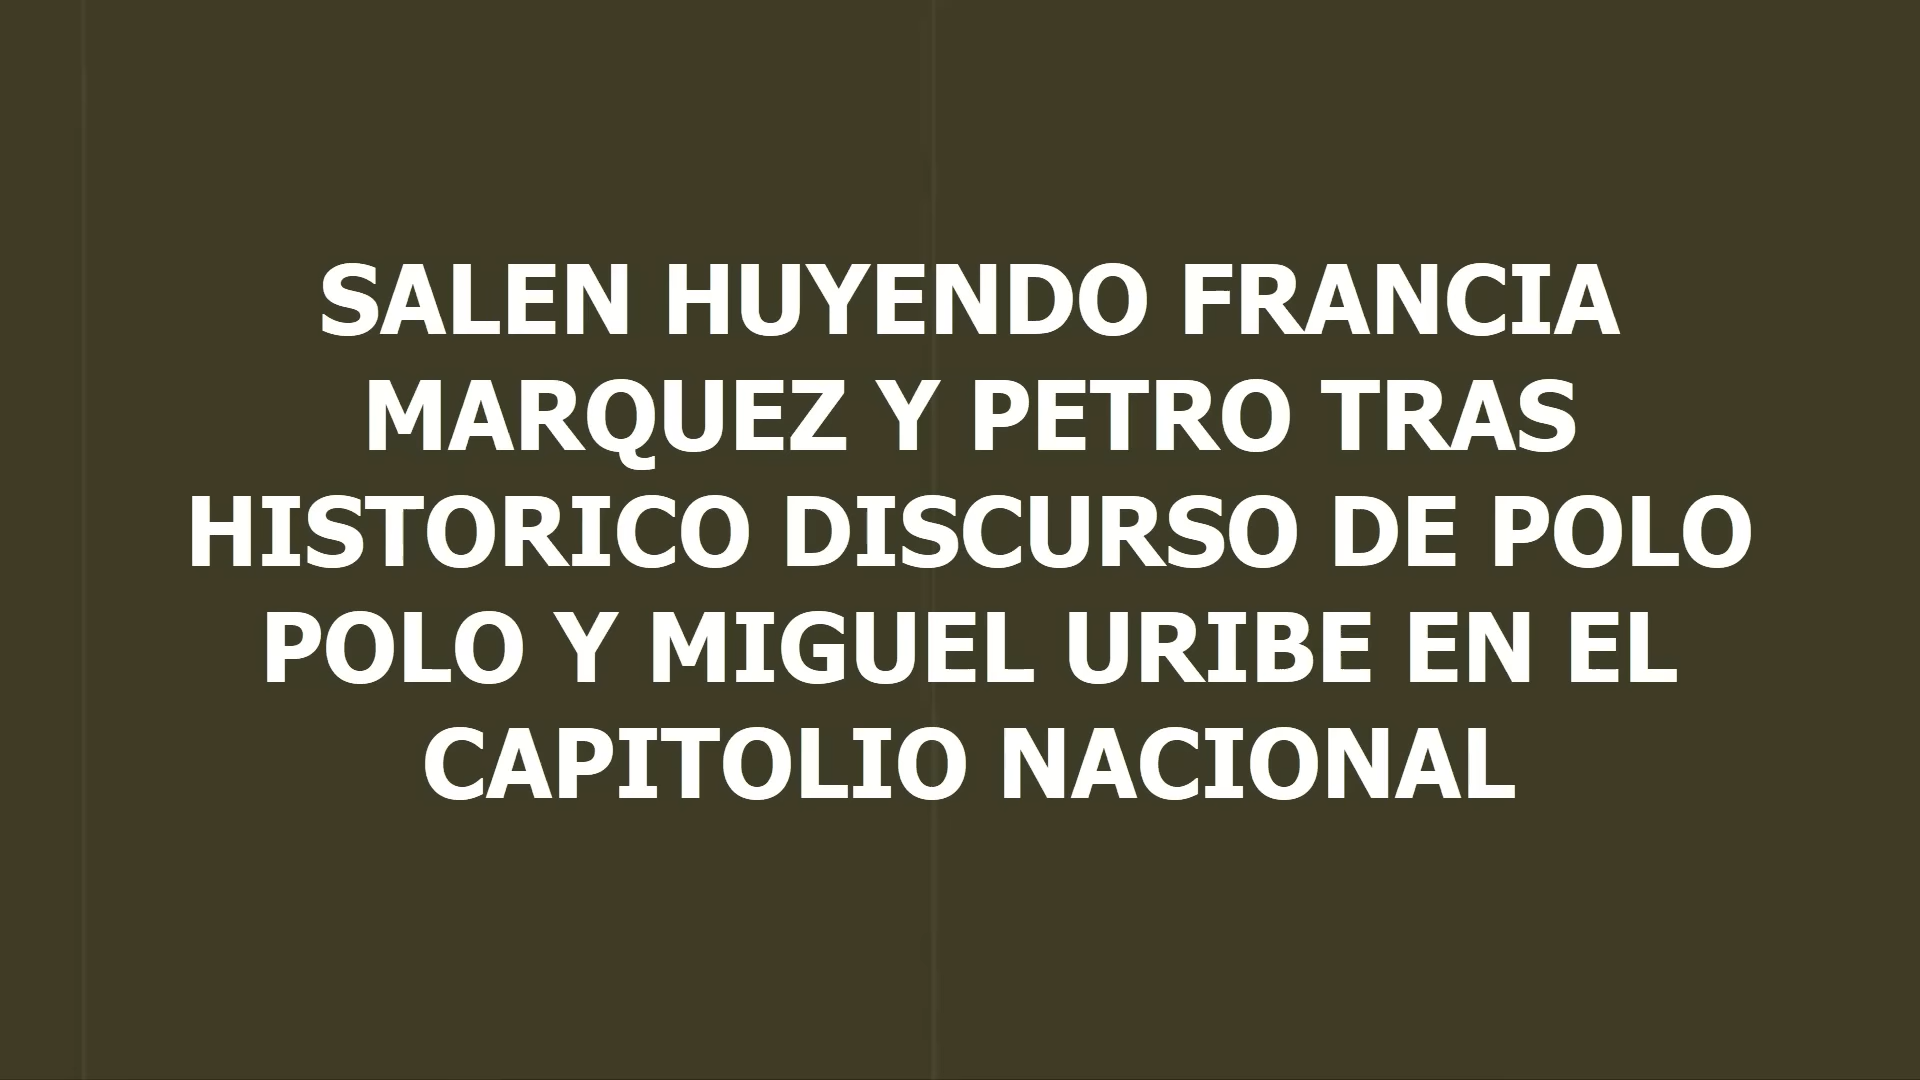 SALEN HUYENDO FRANCIA
MARQUEZ Y PETRO TRAS
HISTORICO DISCURSO DE POLO
POLO Y MIGUEL URIBE EN EL
CAPITOLIO NACIONAL